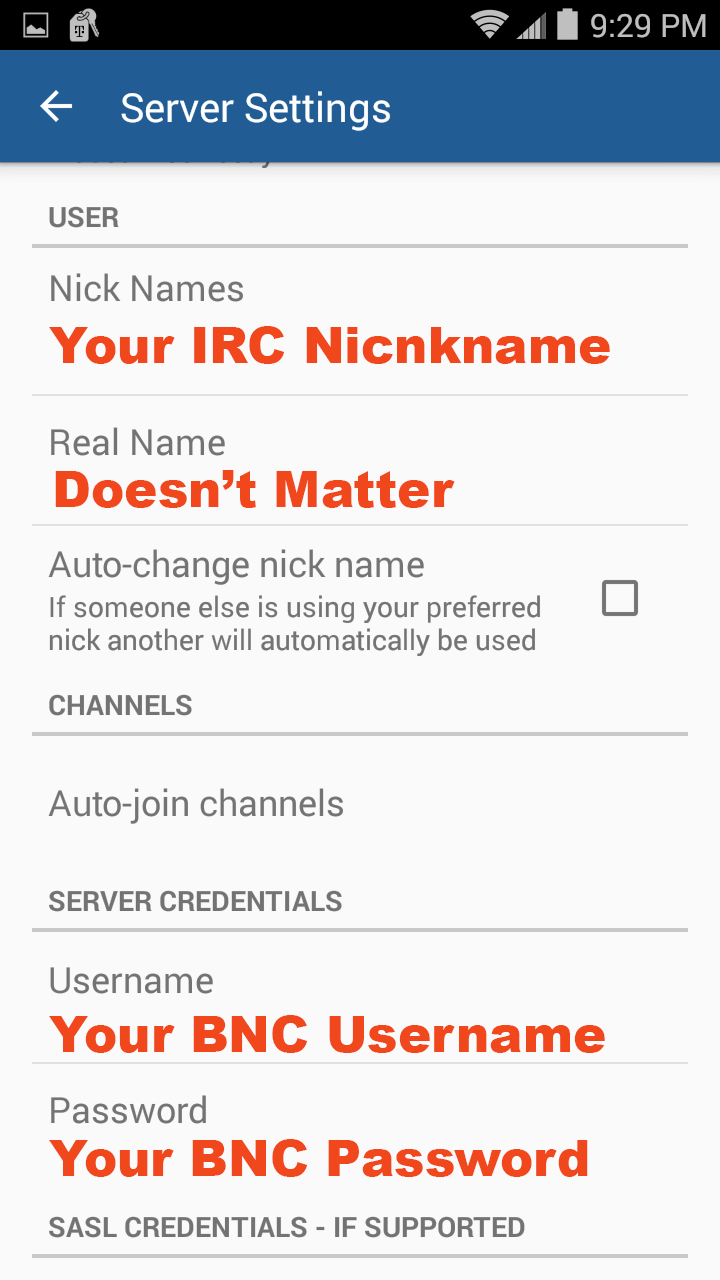 9:29 PM
Server Settings
USER
Nick Names
Your IRC Nicnkname
Real Name
Doesn't Matter
Auto-change nick name
If someone else is using your preferred
nick another will automatically be used
CHANNELS
Auto-join channels
SERVER CREDENTIALS
Username
Your BNC Username
Password
Your BNC Password
SASL CREDENTIALS - IF SUPPORTED